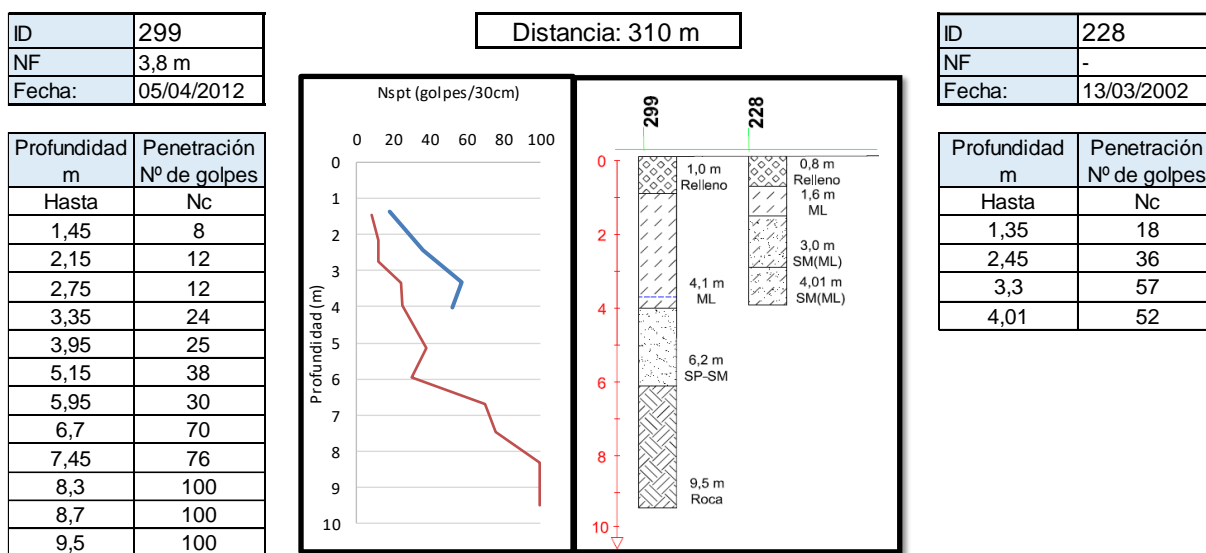 ID 299
NF 3,8 m
Fecha: 05/04/2012
Distancia: 310 m
ID 228
NF -
Fecha: 13/03/2002
Profundidad m Penetración Nº de golpes
Hasta Nc
1,45 8
2,15 12
2,75 12
3,35 24
3,95 25
5,15 38
5,95 30
6,7 70
7,45 76
8,3 100
8,7 100
9,5 100
Nspt (golpes/30cm)
0 20 40 60 80 100
Profundidad (m)
0
1
2
3
4
5
6
7
8
9
10
299
228
0
2
4
6
8
10
1,0 m
Relleno
4,1 m
ML
6,2 m
SP-SM
9,5 m
Roca
0,8 m
Relleno
1,6 m
ML
3,0 m
SM(ML)
4,01 m
SM(ML)
Profundidad m Penetración Nº de golpes
Hasta Nc
1,35 18
2,45 36
3,3 57
4,01 52